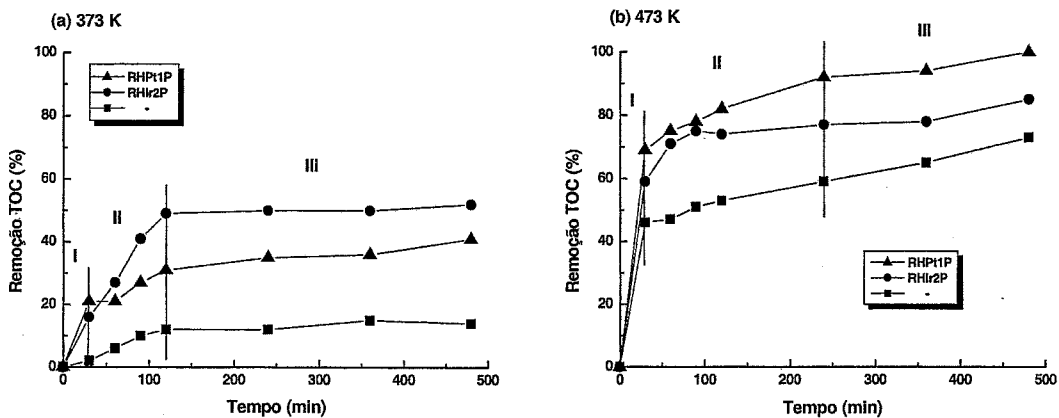 (a) 373 K
100
80
60
40
20
0
Remoção TOC (%)
RHPt1P
RHIr2P
-
I
II
III
0
100
200
300
400
500
Tempo (min)
(b) 473 K
100
80
60
40
20
0
Remoção TOC (%)
I
II
III
RHPt1P
RHIr2P
-
0
100
200
300
400
500
Tempo (min)